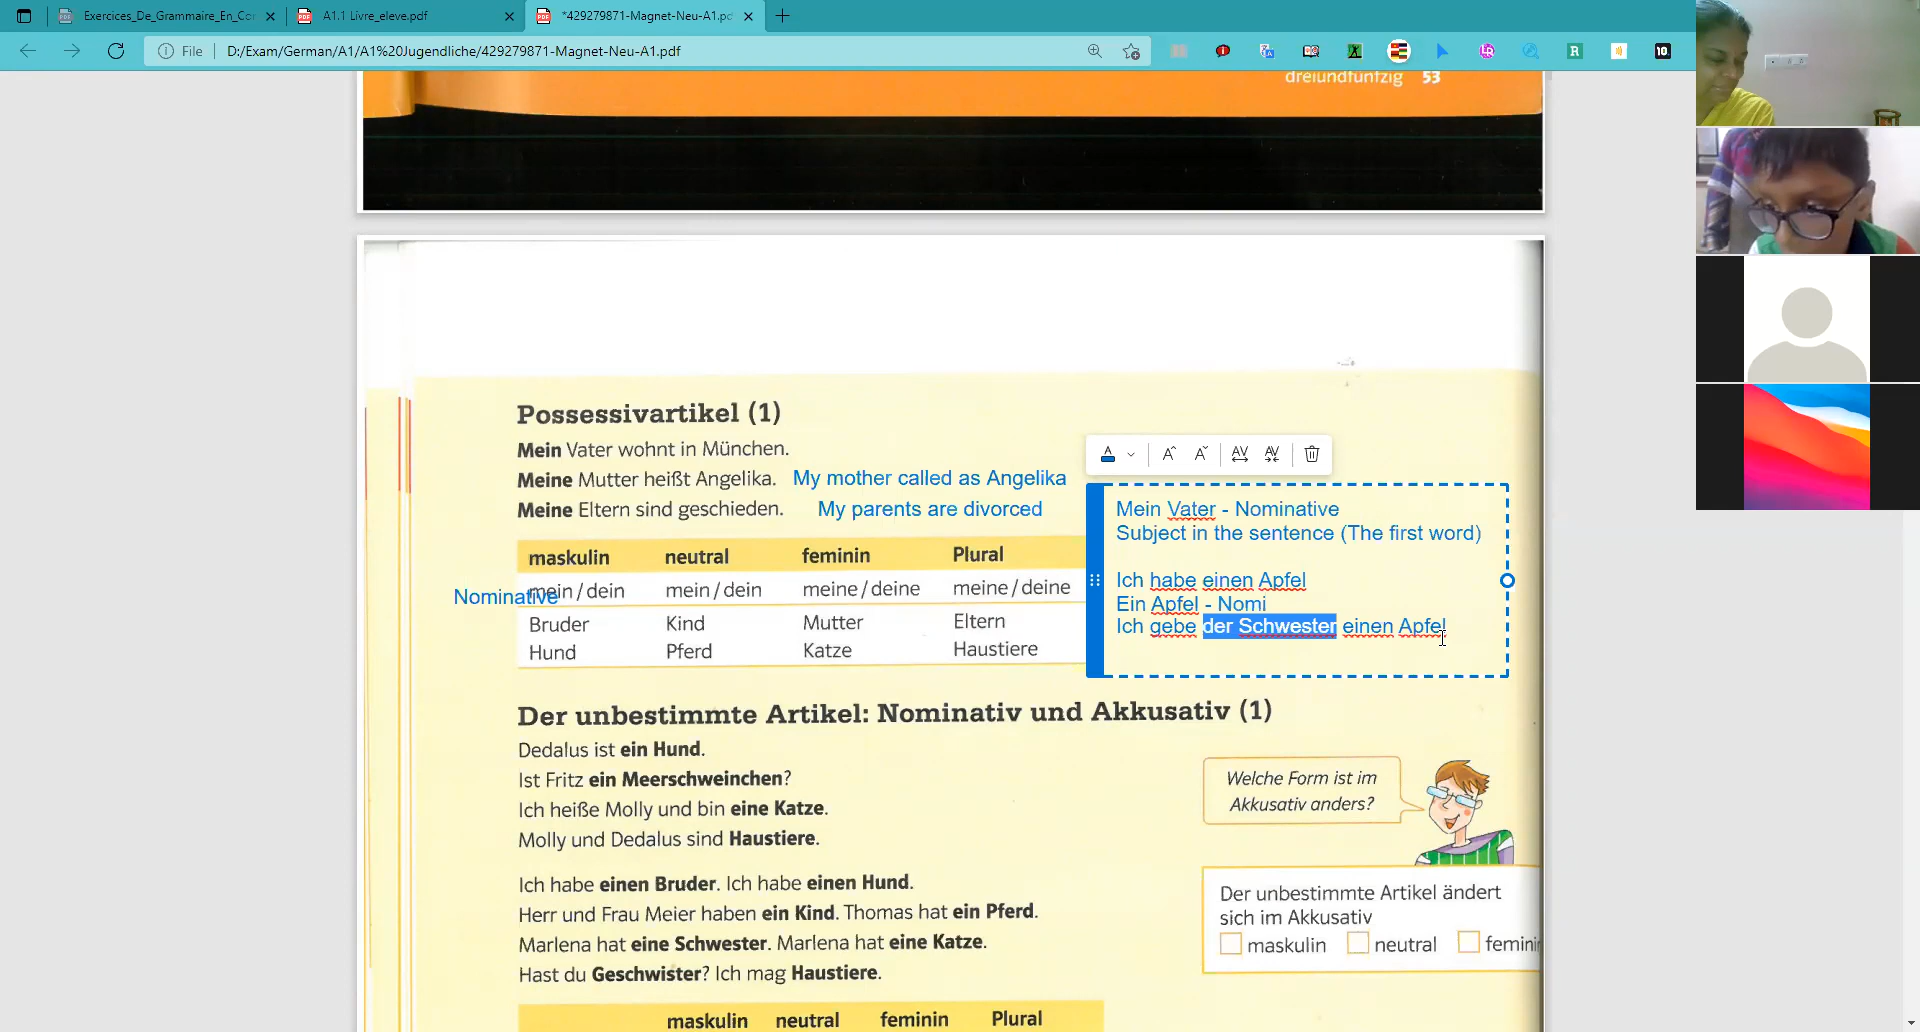 Exercices_De_Grammaire_En_Cor
A1.1 Livre_eleve.pdf
*429279871-Magnet-Neu-A1.pd
File
D:/Exam/German/A1/A1%20Jugendliche/429279871-Magnet-Neu-A1.pdf
dreiundfünfzig 53
Possessivartikel (1)
Mein Vater wohnt in München.
Meine Mutter heißt Angelika. My mother called as Angelika
Meine Eltern sind geschieden. My parents are divorced
Mein Vater - Nominative
Subject in the sentence (The first word)
Ich habe einen Apfel
Ein Apfel - Nomi
Ich gebe der Schwester einen Apfel
maskulin neutral feminin Plural
Nominative mein / dein mein / dein meine / deine meine / deine
Bruder Kind Mutter Eltern
Hund Pferd Katze Haustiere
Der unbestimmte Artikel: Nominativ und Akkusativ (1)
Dedalus ist ein Hund.
Ist Fritz ein Meerschweinchen?
Ich heiße Molly und bin eine Katze.
Molly und Dedalus sind Haustiere.
Welche Form ist im
Akkusativ anders?
Ich habe einen Bruder. Ich habe einen Hund.
Herr und Frau Meier haben ein Kind. Thomas hat ein Pferd.
Marlena hat eine Schwester. Marlena hat eine Katze.
Hast du Geschwister? Ich mag Haustiere.
Der unbestimmte Artikel ändert
sich im Akkusativ
maskulin neutral feminin
maskulin neutral feminin Plural